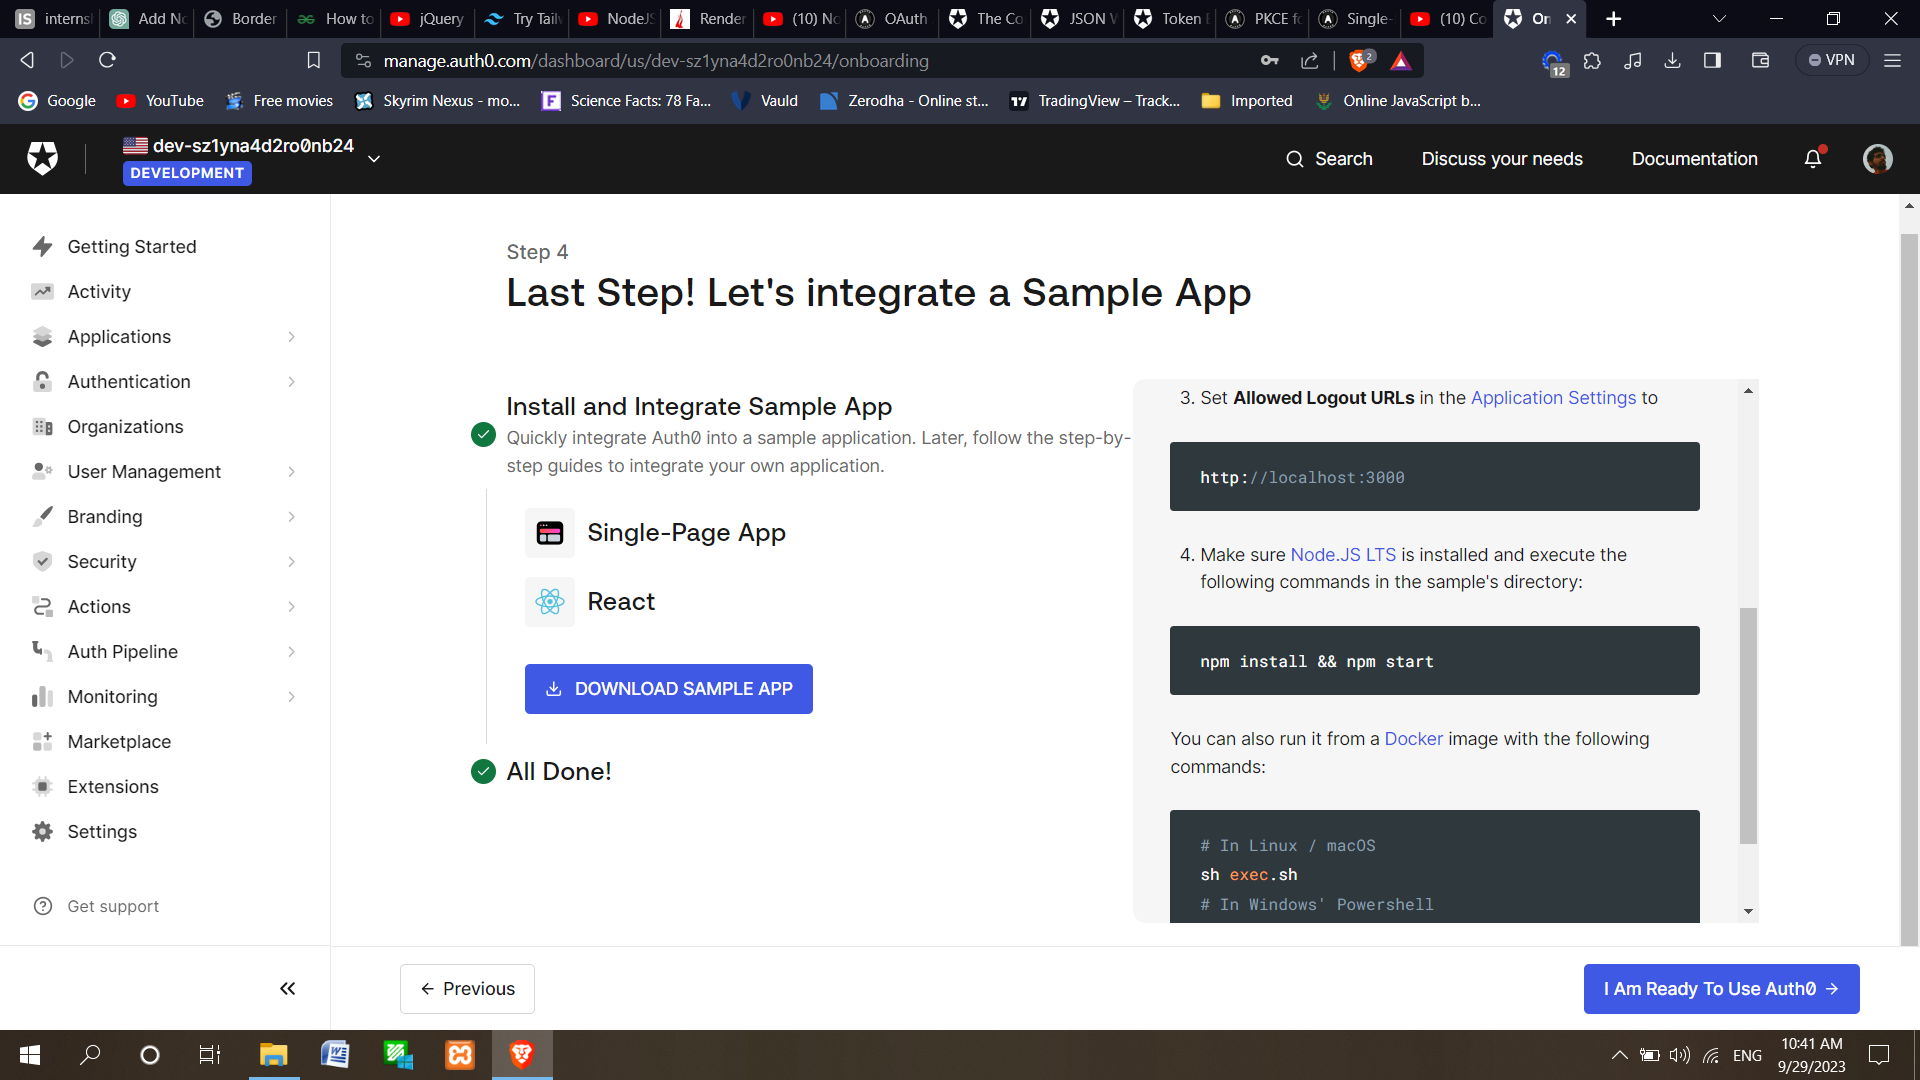 interns
Add No
Border
How to
jQuery
Try Tail
NodeJS
Render
(10) No
OAuth
The Co
JSON W
Token E
PKCE fo
Single-
(10) Co
On
manage.auth0.com/dashboard/us/dev-sz1yna4d2ro0nb24/onboarding
2
12
VPN
Google
YouTube
Free movies
Skyrim Nexus - mo...
Science Facts: 78 Fa...
Vauld
Zerodha - Online st...
TradingView – Track...
Imported
Online JavaScript b...
dev-sz1yna4d2ro0nb24
DEVELOPMENT
Search
Discuss your needs
Documentation
Getting Started
Activity
Applications
Authentication
Organizations
User Management
Branding
Security
Actions
Auth Pipeline
Monitoring
Marketplace
Extensions
Settings
Get support
Step 4
Last Step! Let's integrate a Sample App
Install and Integrate Sample App
Quickly integrate Auth0 into a sample application. Later, follow the step-by-
step guides to integrate your own application.
Single-Page App
React
DOWNLOAD SAMPLE APP
All Done!
3. Set Allowed Logout URLs in the Application Settings to
http://localhost:3000
4. Make sure Node.JS LTS is installed and execute the
following commands in the sample's directory:
npm install && npm start
You can also run it from a Docker image with the following
commands:
# In Linux / macOS
sh exec.sh
# In Windows' Powershell
← Previous
I Am Ready To Use Auth0 →
ENG
10:41 AM
9/29/2023